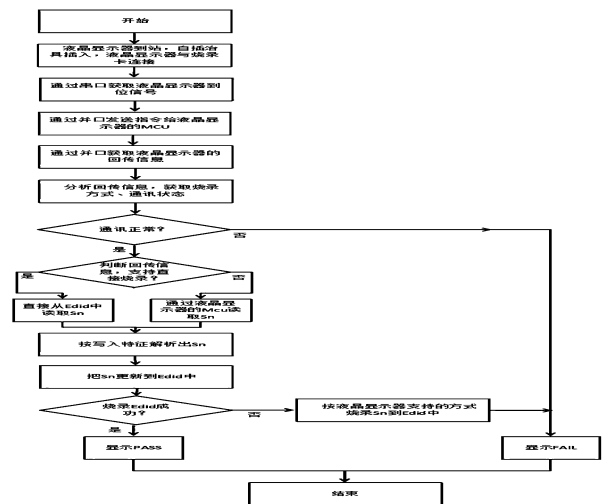 开始
液晶显示器到站，自插治
具插入，液晶显示器与烧录
卡连接
通过串口获取液晶显示器到
位信号
通过并口发送指令给液晶显
示器的MCU
通过并口获取液晶显示器的
回传信息
分析回传信息，获取烧录
方式、通讯状态
通讯正常？
否
是
判断回传信
息，支持直
接烧录？
是
否
直接从Edid中
读取Sn
通过液晶显
示器的Mcu读
取Sn
按写入特征解析出Sn
把Sn更新到Edid中
烧录Edid成
功？
否
按液晶显示器支持的方式
烧录Sn到Edid中
是
显示PASS
显示FAIL
结束